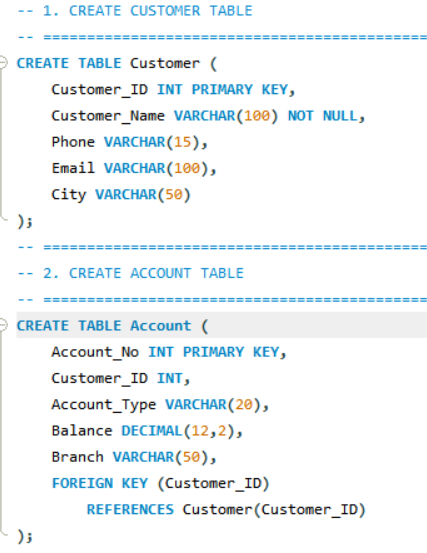 -- 1. CREATE CUSTOMER TABLE
-- ============================================
CREATE TABLE Customer (
    Customer_ID INT PRIMARY KEY,
    Customer_Name VARCHAR(100) NOT NULL,
    Phone VARCHAR(15),
    Email VARCHAR(100),
    City VARCHAR(50)
);
-- ============================================
-- 2. CREATE ACCOUNT TABLE
-- ============================================
CREATE TABLE Account (
    Account_No INT PRIMARY KEY,
    Customer_ID INT,
    Account_Type VARCHAR(20),
    Balance DECIMAL(12,2),
    Branch VARCHAR(50),
    FOREIGN KEY (Customer_ID)
        REFERENCES Customer(Customer_ID)
);